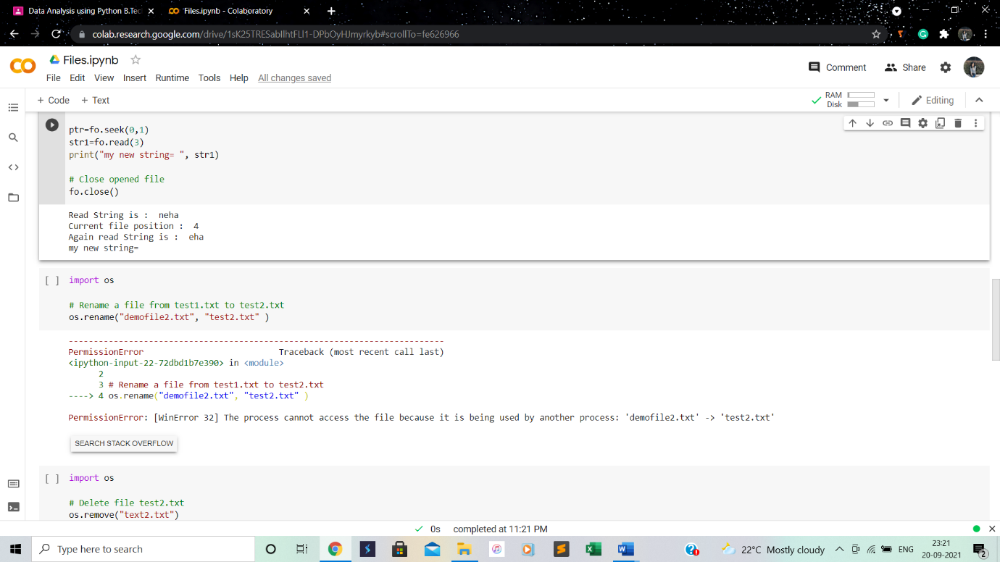 Data Analysis using Python B.Tec
Files.ipynb - Colaboratory
colab.research.google.com/drive/1sK25TRESabIlhtFLl1-DPbOyHJmyrkyb#scrollTo=fe626966
Files.ipynb
File Edit View Insert Runtime Tools Help All changes saved
Comment
Share
+ Code + Text
RAM
Disk
Editing
ptr=fo.seek(0,1)
str1=fo.read(3)
print("my new string= ", str1)
# Close opened file
fo.close()
Read String is :  neha
Current file position :  4
Again read String is :  eha
my new string=
[ ] import os
# Rename a file from test1.txt to test2.txt
os.rename("demofile2.txt", "test2.txt" )
---------------------------------------------------------------------------
PermissionError                           Traceback (most recent call last)
<ipython-input-22-72dbd1b7e390> in <module>
2
3 # Rename a file from test1.txt to test2.txt
----> 4 os.rename("demofile2.txt", "test2.txt" )
PermissionError: [WinError 32] The process cannot access the file because it is being used by another process: 'demofile2.txt' -> 'test2.txt'
SEARCH STACK OVERFLOW
[ ] import os
# Delete file test2.txt
os.remove("text2.txt")
0s completed at 11:21 PM
Type here to search
22°C Mostly cloudy
ENG
23:21
20-09-2021
2